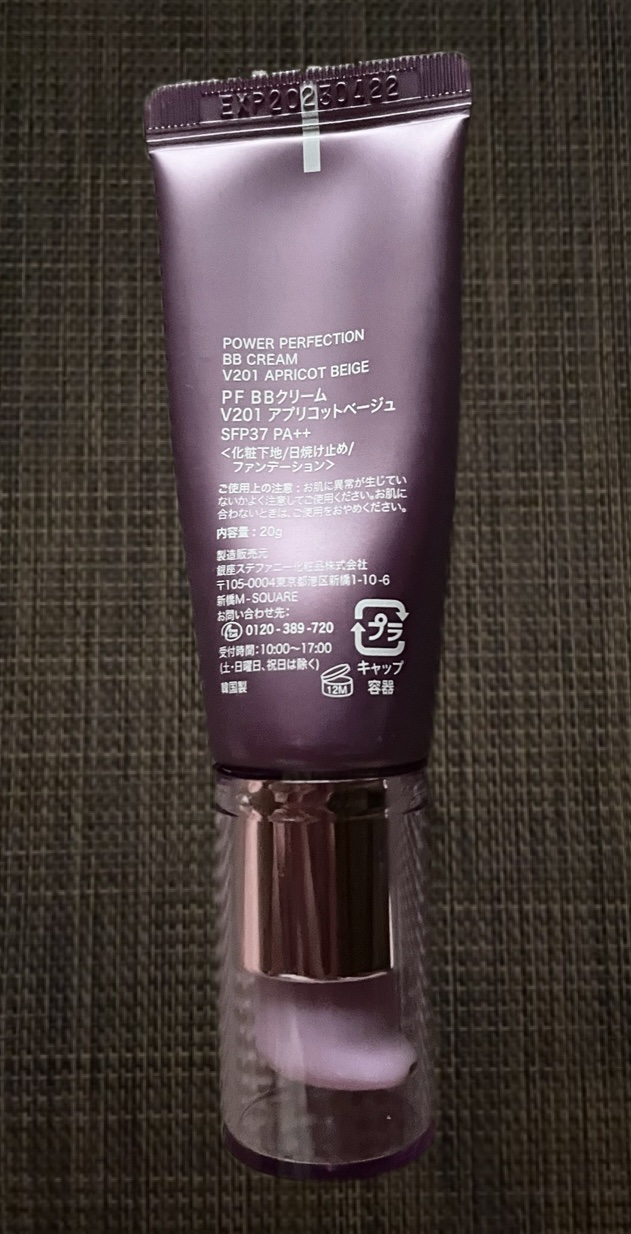 EXP20230422
POWER PERFECTION
BB CREAM
V201 APRICOT BEIGE
PF BBクリーム
V201 アプリコットベージュ
SFP37 PA++
<化粧下地/日焼け止め/
ファンデーション>
ご使用上の注意：お肌に異常が生じてい
ないかよく注意してご使用ください。お肌に
合わないときは、ご使用をおやめください。
内容量：20g
製造販売元
銀座ステファニー化粧品株式会社
〒105-0004東京都港区新橋1-10-6
新橋M-SQUARE
お問い合わせ先：
0120-389-720
受付時間：10:00～17:00
(土・日曜日、祝日は除く)
韓国製
12M
プラ
キャップ
容器